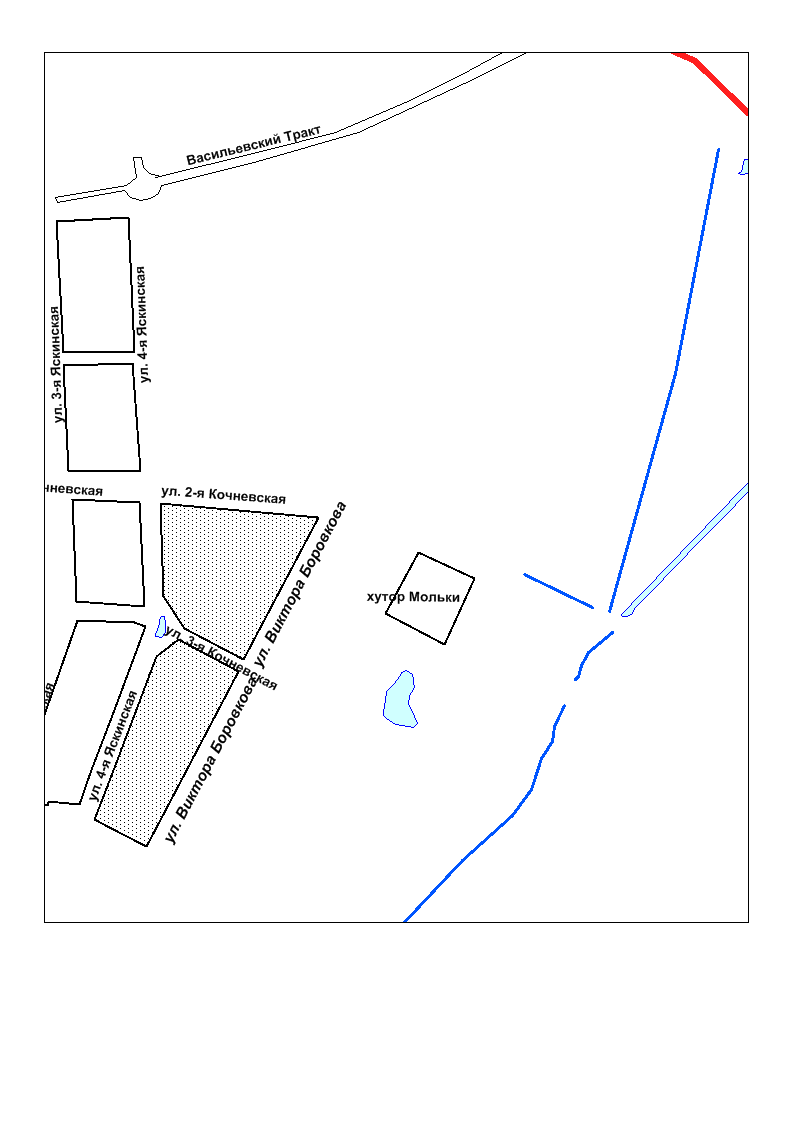 Васильевский Тракт
ул. 4-я Яскинская
ул. 3-я Яскинская
чневская
ул. 2-я Кочневская
ул. Виктора Боровкова
хутор Мольки
ул. 3-я Кочневская
ул. 4-я Яскинская
ул. Виктора Боровкова
ая